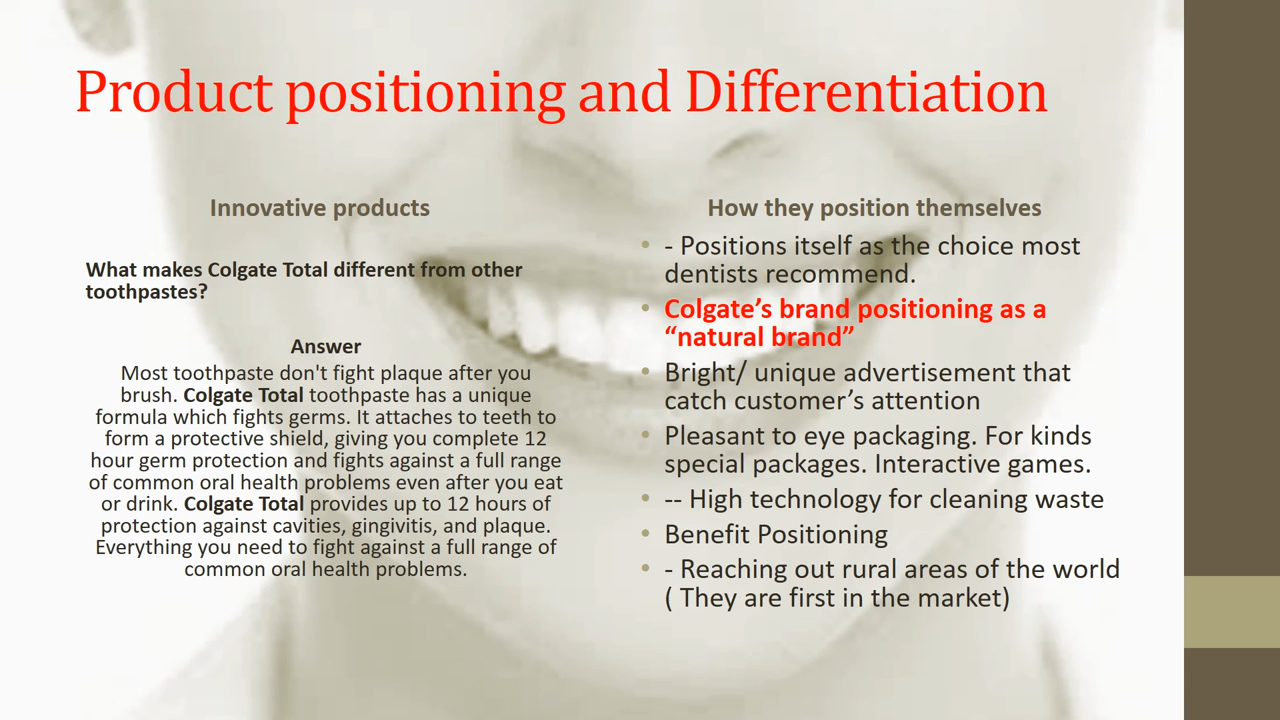 Product positioning and Differentiation
Innovative products
What makes Colgate Total different from other
toothpastes?
Answer
Most toothpaste don't fight plaque after you
brush. Colgate Total toothpaste has a unique
formula which fights germs. It attaches to teeth to
form a protective shield, giving you complete 12
hour germ protection and fights against a full range
of common oral health problems even after you eat
or drink. Colgate Total provides up to 12 hours of
protection against cavities, gingivitis, and plaque.
Everything you need to fight against a full range of
common oral health problems.
How they position themselves
• - Positions itself as the choice most
dentists recommend.
• Colgate’s brand positioning as a
“natural brand”
• Bright/ unique advertisement that
catch customer’s attention
• Pleasant to eye packaging. For kinds
special packages. Interactive games.
• -- High technology for cleaning waste
• Benefit Positioning
• - Reaching out rural areas of the world
( They are first in the market)